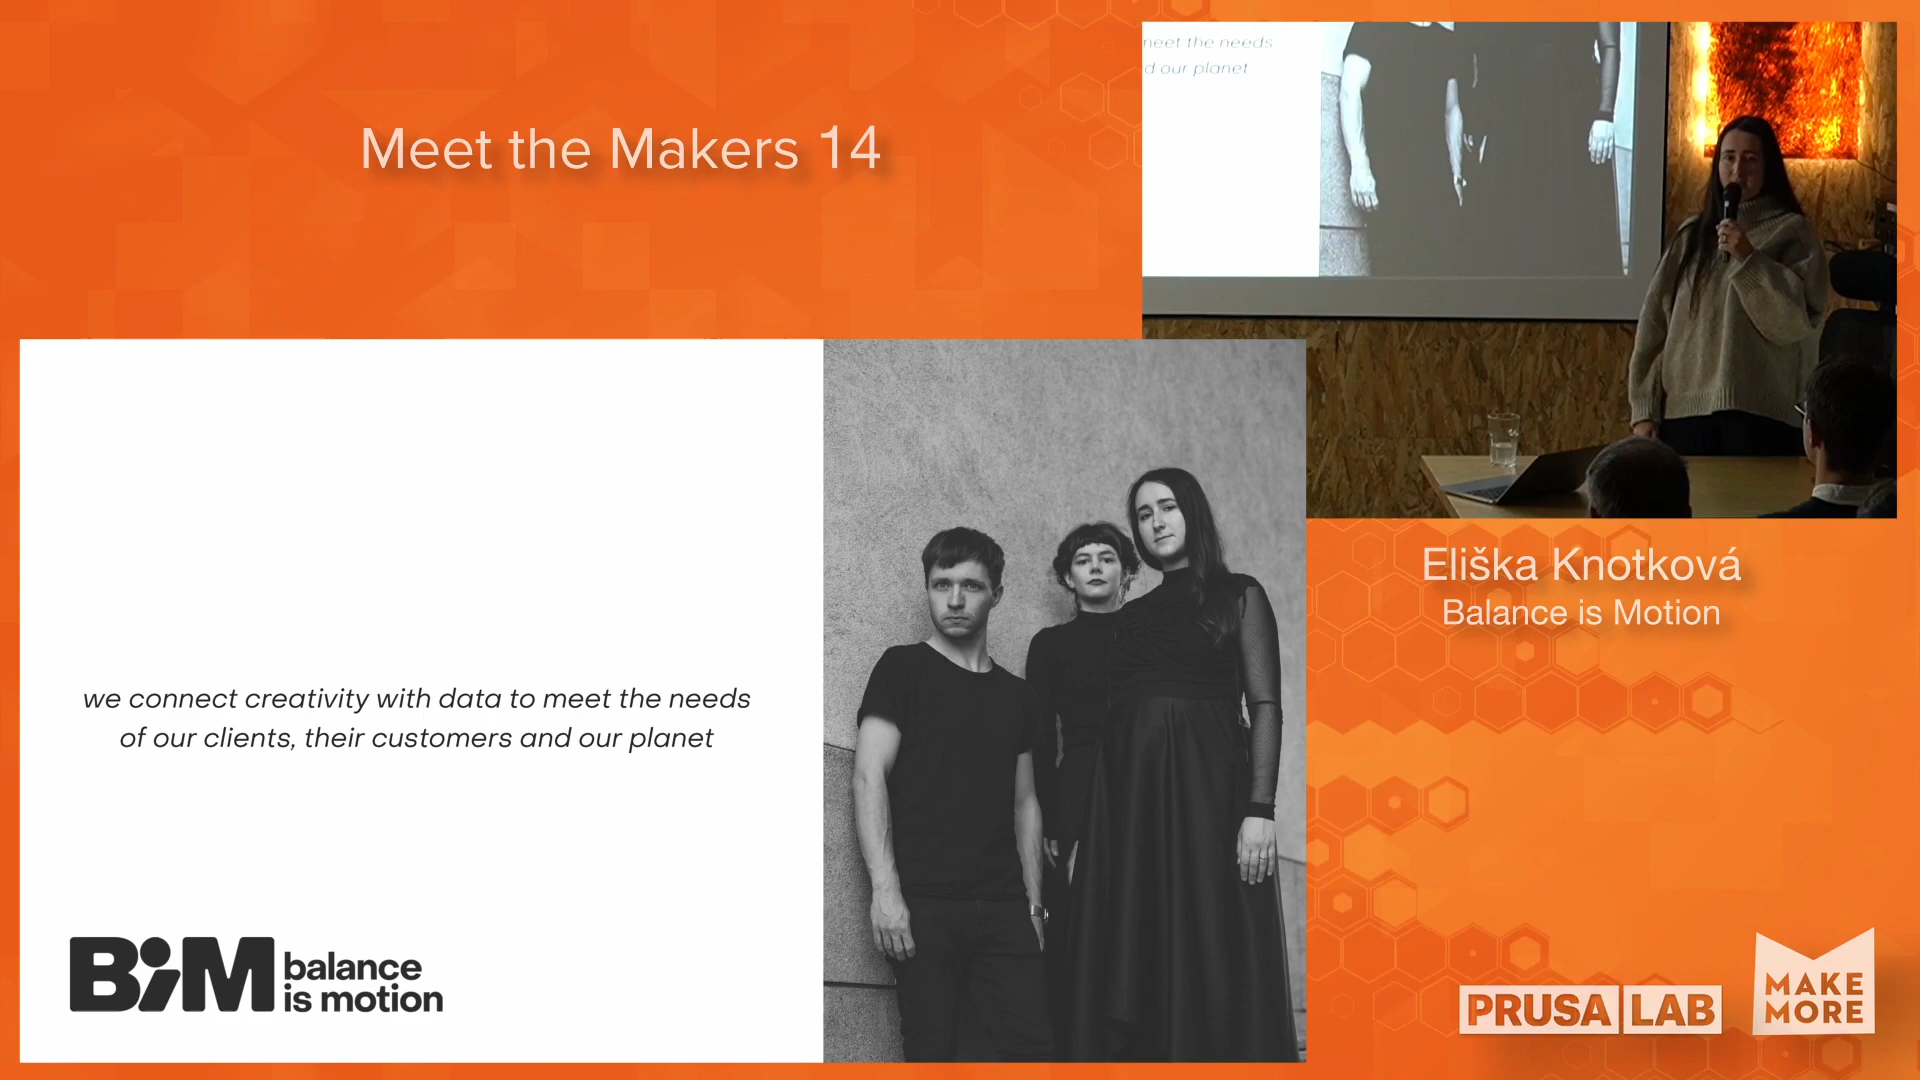 Meet the Makers 14
meet the needs
d our planet
Eliška Knotková
Balance is Motion
we connect creativity with data to meet the needs
of our clients, their customers and our planet
BiM balance
is motion
PRUSA LAB
MAKE
MORE